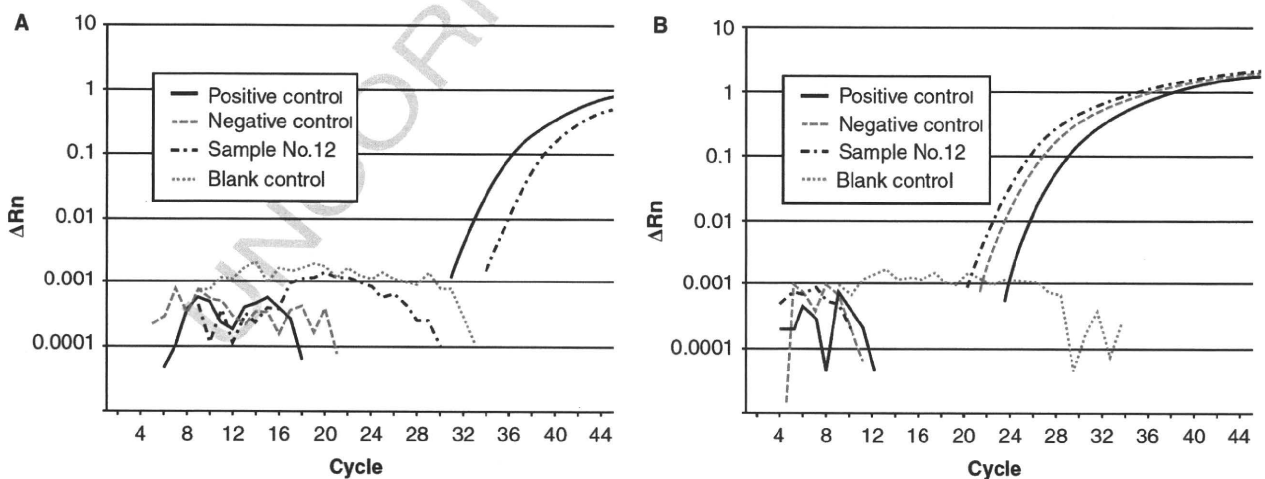 A
10
1
0.1
0.01
0.001
0.0001
ΔRn
Positive control
Negative control
Sample No.12
Blank control
4 8 12 16 20 24 28 32 36 40 44
Cycle
B
10
1
0.1
0.01
0.001
0.0001
ΔRn
Positive control
Negative control
Sample No.12
Blank control
4 8 12 16 20 24 28 32 36 40 44
Cycle